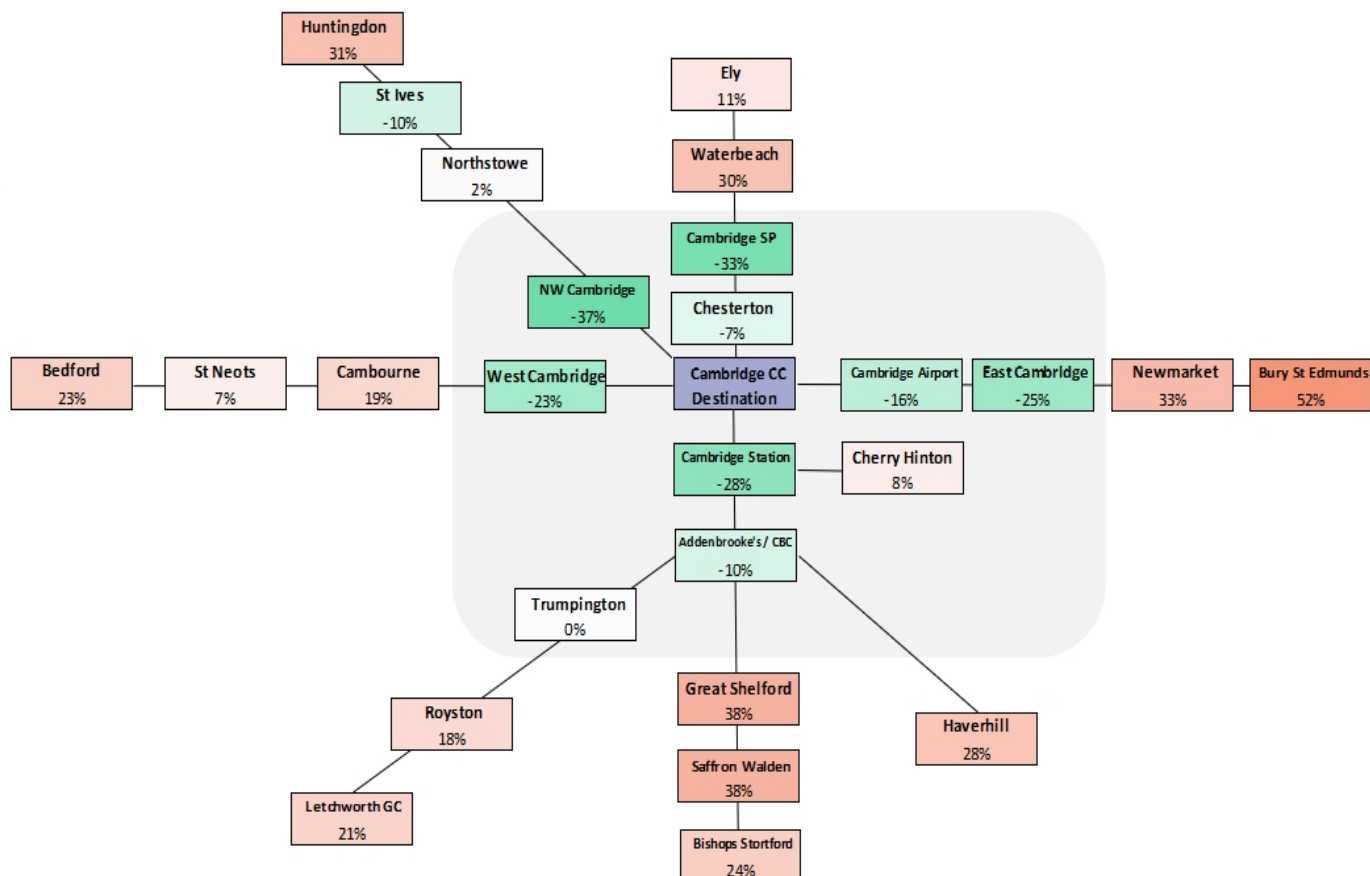 Huntingdon
31%
St Ives
-10%
Northstowe
2%
Ely
11%
Waterbeach
30%
Cambridge SP
-33%
NW Cambridge
-37%
Chesterton
-7%
Bedford
23%
St Neots
7%
Cambourne
19%
West Cambridge
-23%
Cambridge CC
Destination
Cambridge Airport
-16%
East Cambridge
-25%
Newmarket
33%
Bury St Edmunds
52%
Cambridge Station
-28%
Cherry Hinton
8%
Addenbrooke's / CBC
-10%
Trumpington
0%
Great Shelford
38%
Royston
18%
Haverhill
28%
Saffron Walden
38%
Letchworth GC
21%
Bishops Stortford
24%